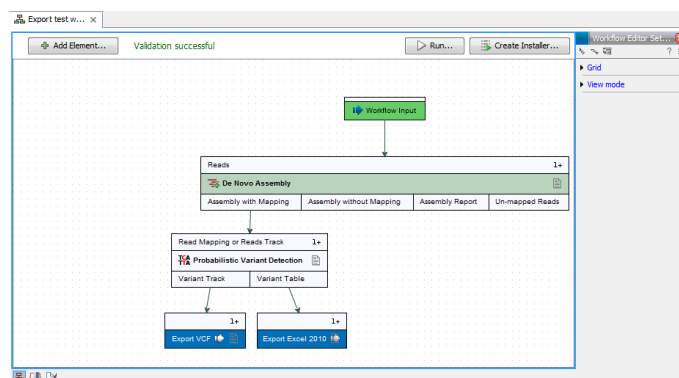 Export test w...
Add Element...
Validation successful
Run...
Create Installer...
Workflow Editor Set...
?
Grid
View mode
Workflow Input
Reads 1+
De Novo Assembly
Assembly with Mapping Assembly without Mapping Assembly Report Un-mapped Reads
Read Mapping or Reads Track 1+
Probabilistic Variant Detection
Variant Track Variant Table
1+
Export VCF
1+
Export Excel 2010